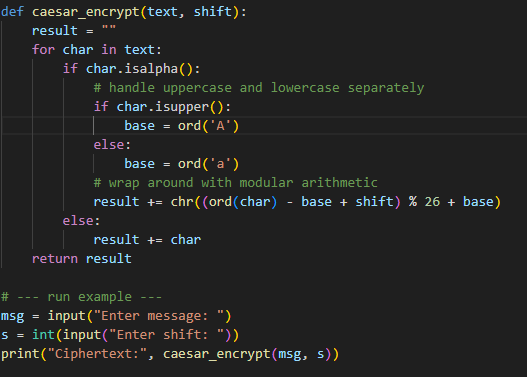 def caesar_encrypt(text, shift):
    result = ""
    for char in text:
        if char.isalpha():
            # handle uppercase and lowercase separately
            if char.isupper():
                base = ord('A')
            else:
                base = ord('a')
            # wrap around with modular arithmetic
            result += chr((ord(char) - base + shift) % 26 + base)
        else:
            result += char
    return result

# --- run example ---
msg = input("Enter message: ")
s = int(input("Enter shift: "))
print("Ciphertext:", caesar_encrypt(msg, s))